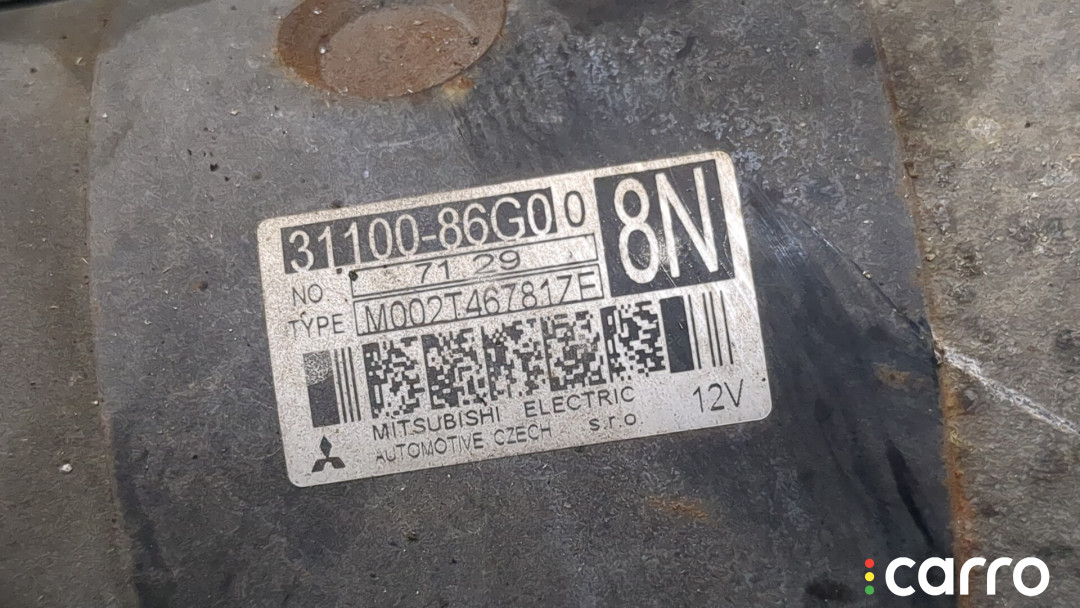 31100-86G00 8N
NO 71 29
TYPE M002T46781ZE
MITSUBISHI ELECTRIC
AUTOMOTIVE CZECH s.r.o.
12V
carro